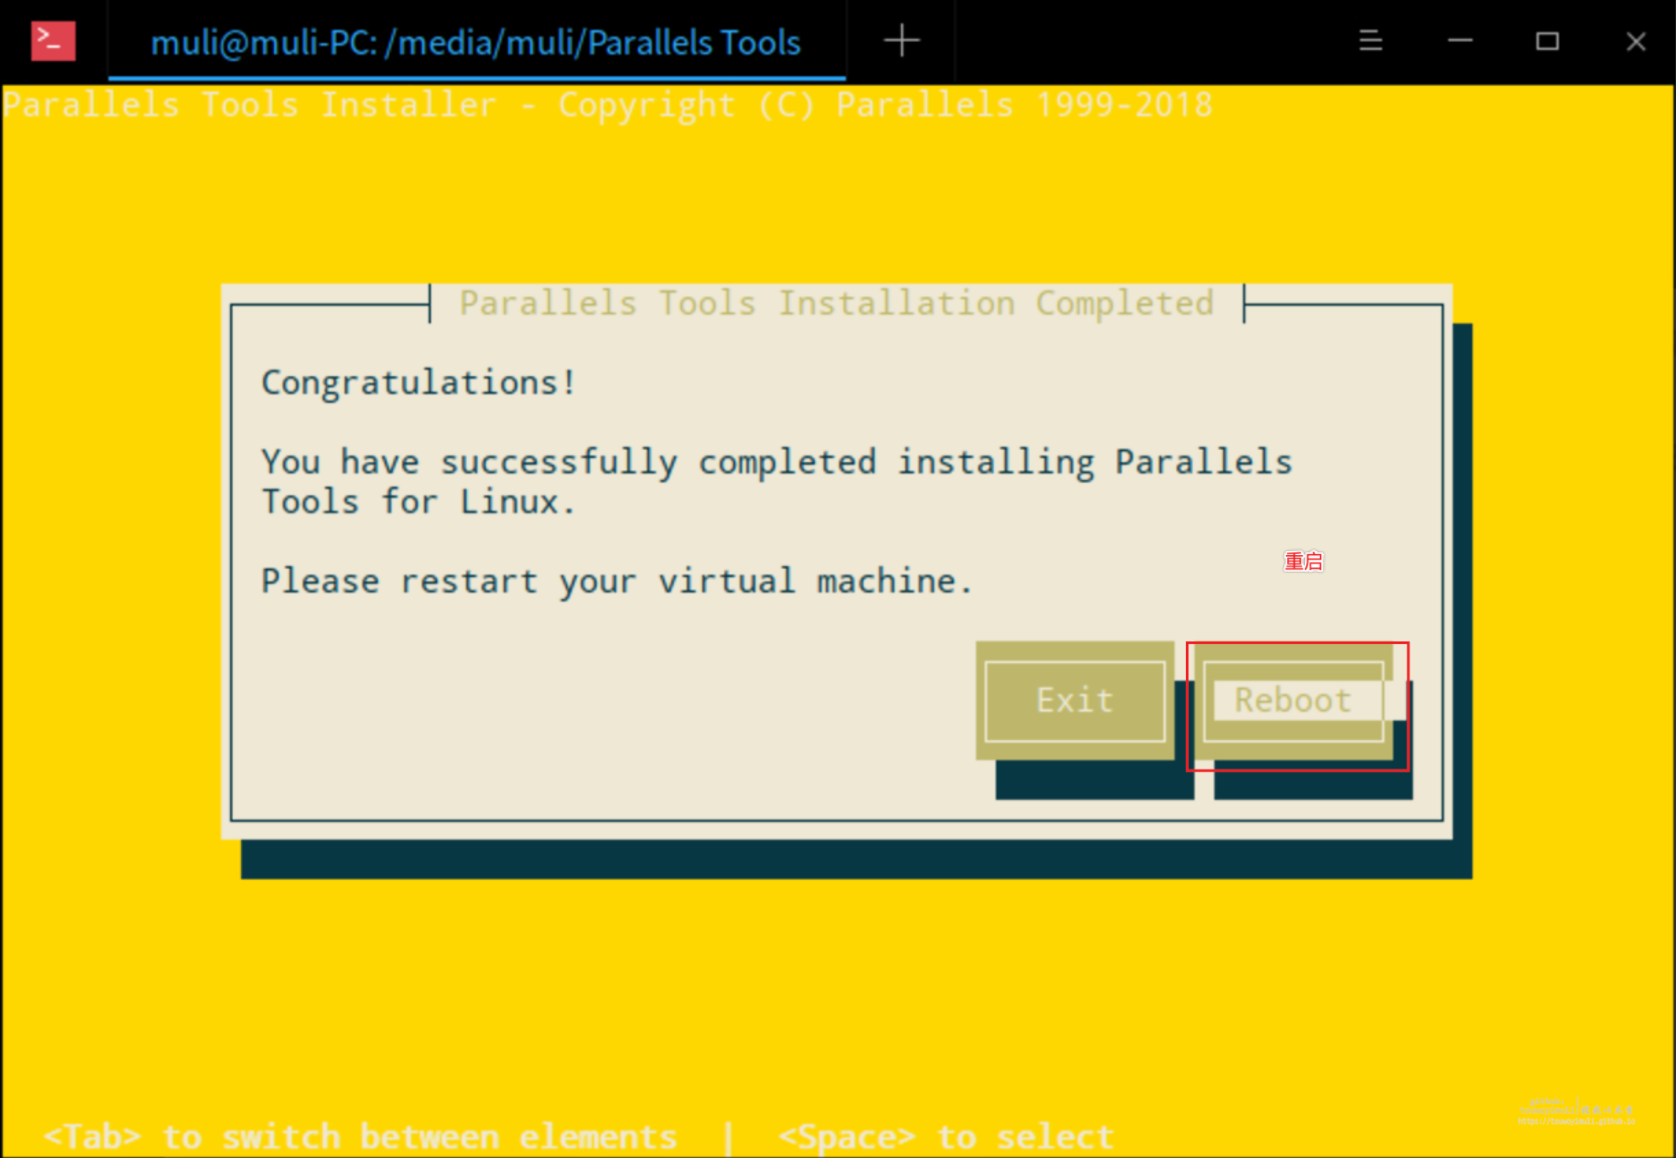 muli@muli-PC: /media/muli/Parallels Tools
Parallels Tools Installer - Copyright (C) Parallels 1999-2018
Parallels Tools Installation Completed
Congratulations!
You have successfully completed installing Parallels
Tools for Linux.
Please restart your virtual machine.
重启
Exit
Reboot
<Tab> to switch between elements | <Space> to select